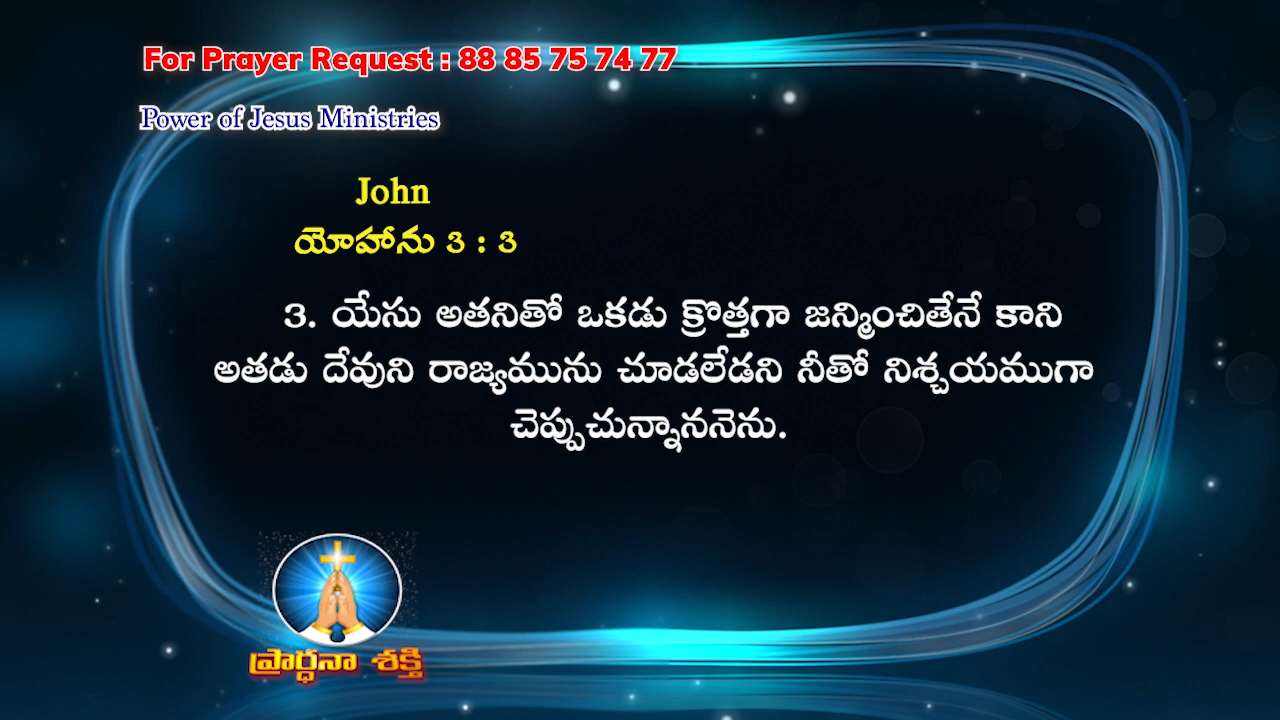 For Prayer Request : 88 85 75 74 77
Power of Jesus Ministries
John
యోహాను 3 : 3
3. యేసు అతనితో ఒకడు క్రొత్తగా జన్మించితేనే కాని
అతడు దేవుని రాజ్యమును చూడలేడని నీతో నిశ్చయముగా
చెప్పుచున్నాననెను.
ప్రార్ధనా శక్తి